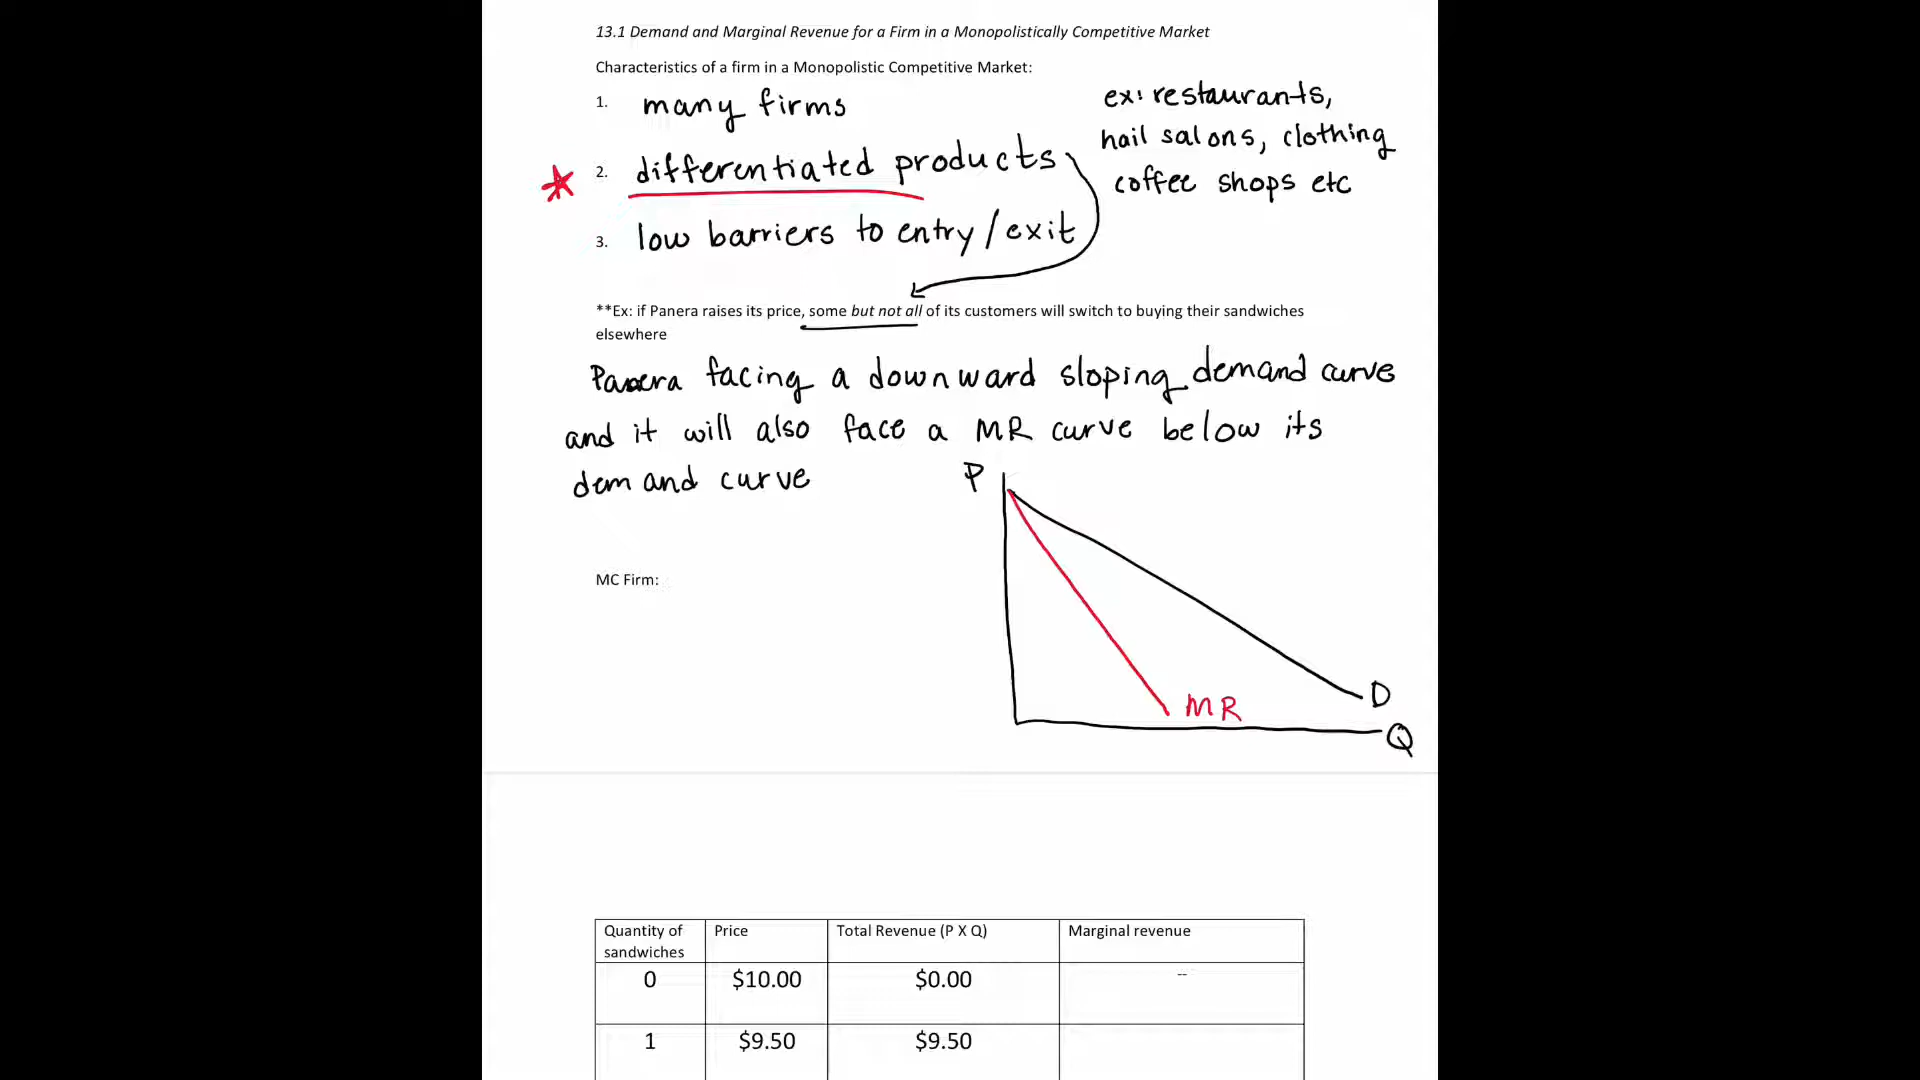 13.1 Demand and Marginal Revenue for a Firm in a Monopolistically Competitive Market
Characteristics of a firm in a Monopolistic Competitive Market:
1. many firms
2. differentiated products
3. low barriers to entry/exit
ex: restaurants,
nail salons, clothing
coffee shops etc
**Ex: if Panera raises its price, some but not all of its customers will switch to buying their sandwiches
elsewhere
Panera facing a downward sloping demand curve
and it will also face a MR curve below its
demand curve
P
MC Firm:
D
MR
Q
Quantity of sandwiches Price Total Revenue (P X Q) Marginal revenue
0 $10.00 $0.00 --
1 $9.50 $9.50